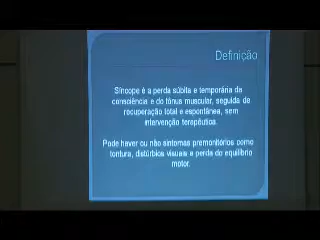 Definição
Síncope é a perda súbita e temporária da
consciência e do tônus muscular, seguida de
recuperação total e espontânea, sem
intervenção terapêutica.
Pode haver ou não sintomas premonitórios como
tontura, distúrbios visuais e perda do equilíbrio
motor.